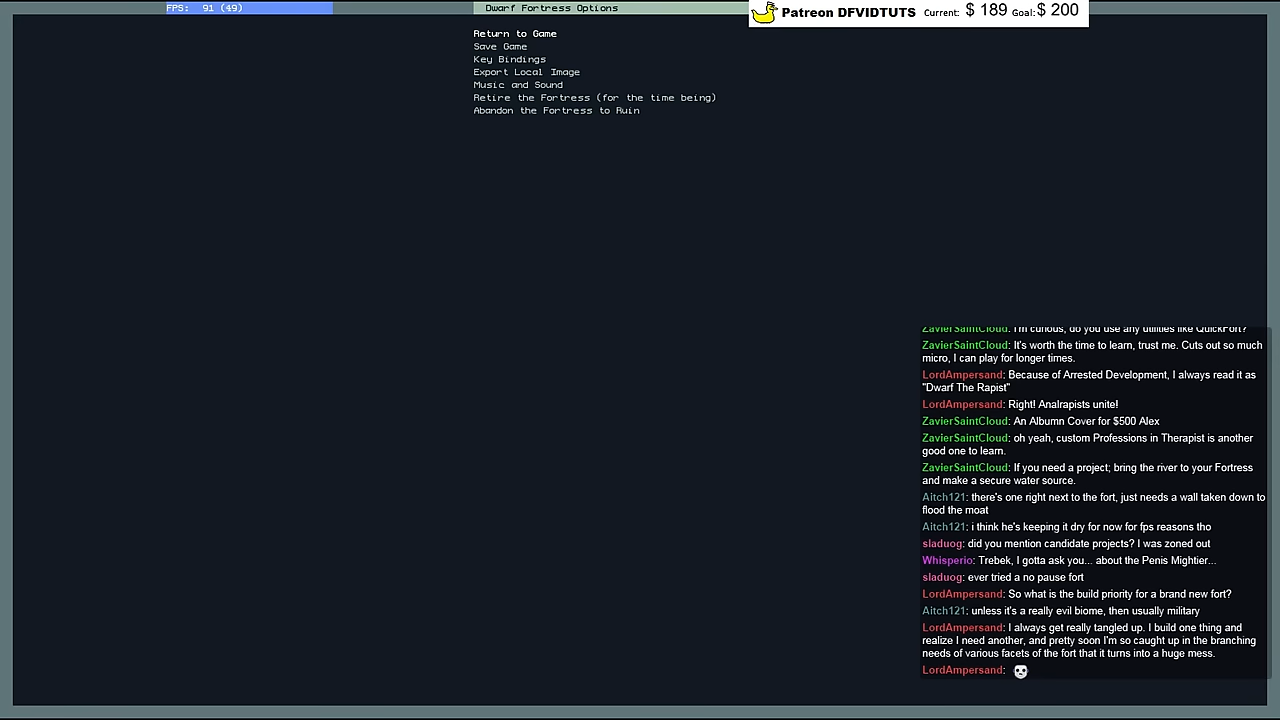 FPS: 91 (49)
Dwarf Fortress Options
Patreon DFVIDTUTS Current: $ 189 Goal: $ 200
Return to Game
Save Game
Key Bindings
Export Local Image
Music and Sound
Retire the Fortress (for the time being)
Abandon the Fortress to Ruin
ZavierSaintCloud: I'm curious, do you use any utilities like QuickFort?
ZavierSaintCloud: It's worth the time to learn, trust me. Cuts out so much
micro, I can play for longer times.
LordAmpersand: Because of Arrested Development, I always read it as
"Dwarf The Rapist"
LordAmpersand: Right! Analrapists unite!
ZavierSaintCloud: An Albumn Cover for $500 Alex
ZavierSaintCloud: oh yeah, custom Professions in Therapist is another
good one to learn.
ZavierSaintCloud: If you need a project; bring the river to your Fortress
and make a secure water source.
Aitch121: there's one right next to the fort, just needs a wall taken down to
flood the moat
Aitch121: i think he's keeping it dry for now for fps reasons tho
sladuog: did you mention candidate projects? I was zoned out
Whisperio: Trebek, I gotta ask you... about the Penis Mightier...
sladuog: ever tried a no pause fort
LordAmpersand: So what is the build priority for a brand new fort?
Aitch121: unless it's a really evil biome, then usually military
LordAmpersand: I always get really tangled up. I build one thing and
realize I need another, and pretty soon I'm so caught up in the branching
needs of various facets of the fort that it turns into a huge mess.
LordAmpersand: